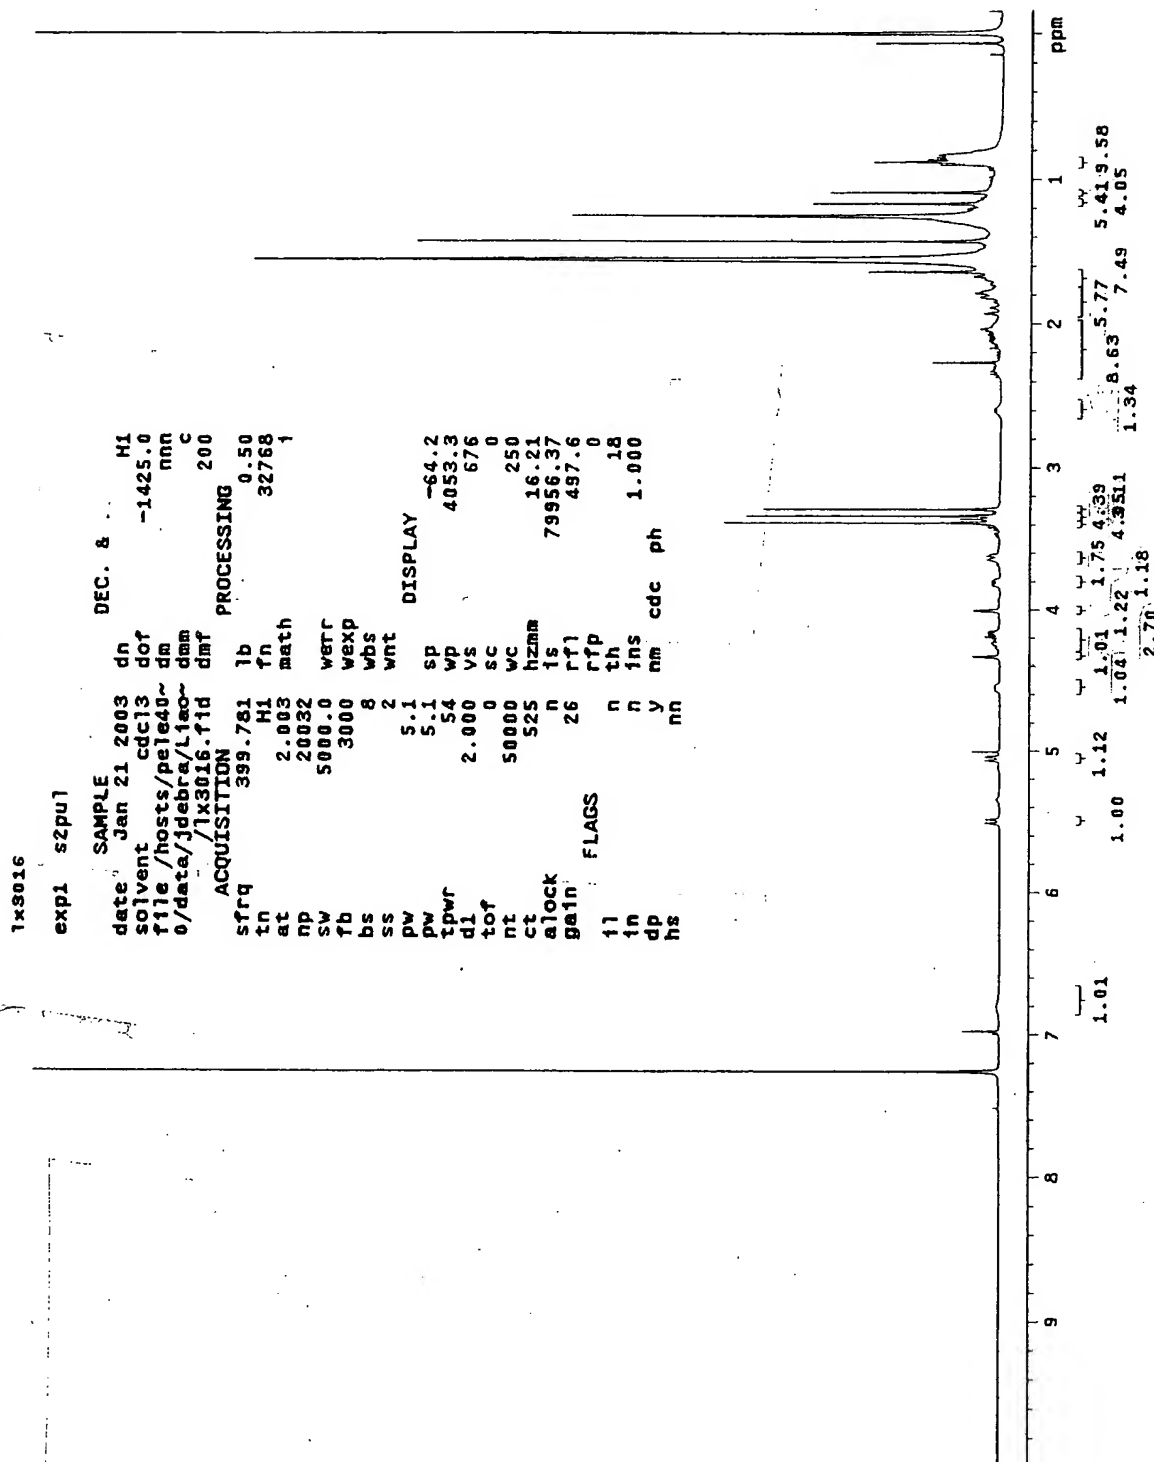 lx3016
exp1 s2pul
SAMPLE
date Jan 21 2003
solvent cdcl3
file /hosts/pele40~
0/data/jdebra/Liao~
/lx3016.fid
ACQUISITION
sfrq 399.781
tn H1
at 2.003
np 20032
sw 5000.0
fb 3000
bs 8
ss 2
pw 5.1
pw 5.1
tpwr 54
d1 2.000
tof 0
nt 50000
ct 525
alock n
gain 26
FLAGS
il n
in n
dp y
hs nn
DEC. &
dn H1
dof -1425.0
dm nnn
dmm c
dmf 200
PROCESSING
lb 0.50
fn 32768
math 1
werr
wexp
wbs
wnt
DISPLAY
sp -64.2
wp 4053.3
vs 676
sc 0
wc 250
hzmm 16.21
is 79956.37
rfl 497.6
rfp 0
th 18
ins 1.000
nm cdc ph
9 8 7 6 5 4 3 2 1 ppm
1.01 1.12 1.01 1.75 4.39 8.63 5.77 5.41 9.58
1.00 1.04 1.22 1.34 7.49 4.05
2.70 1.18